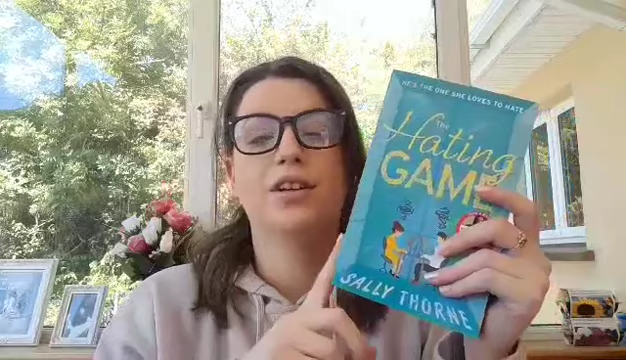 HE'S THE ONE SHE LOVES TO HATE
THE
Hating
GAME
SALLY THORNE